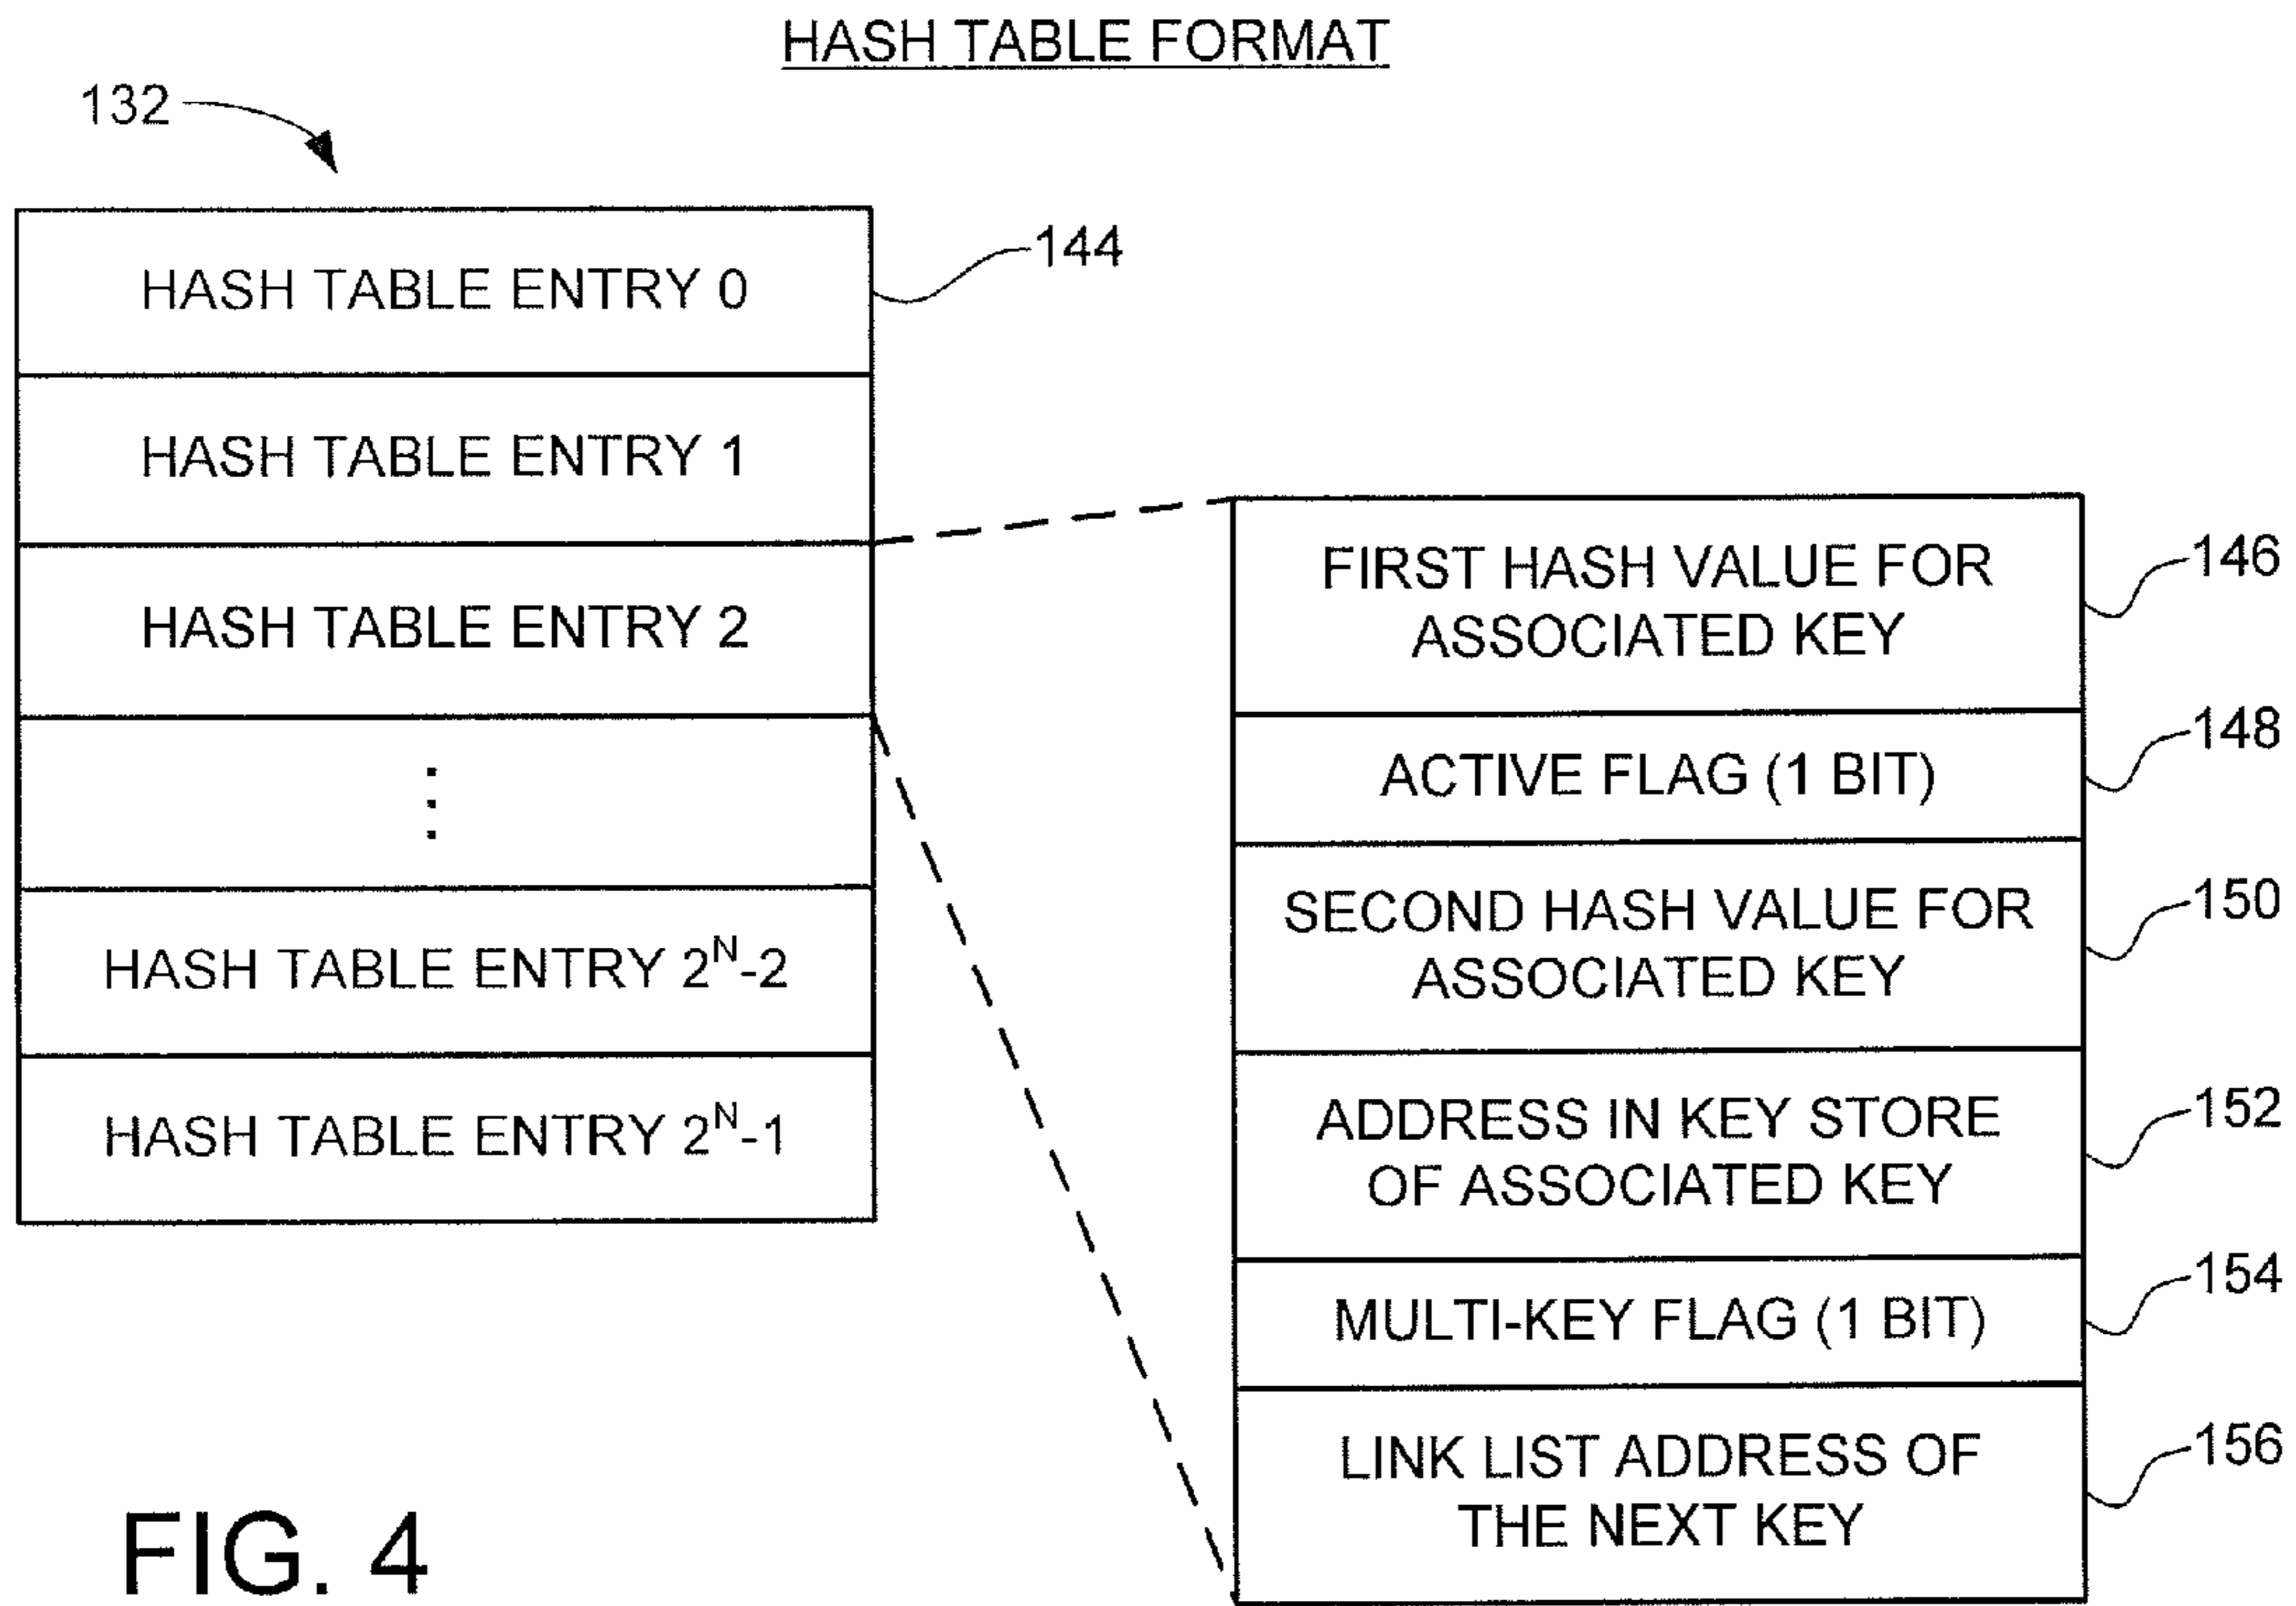 HASH TABLE FORMAT
132
HASH TABLE ENTRY 0
144
HASH TABLE ENTRY 1
HASH TABLE ENTRY 2
⋮
HASH TABLE ENTRY 2^N-2
HASH TABLE ENTRY 2^N-1
FIRST HASH VALUE FOR
ASSOCIATED KEY
146
ACTIVE FLAG (1 BIT)
148
SECOND HASH VALUE FOR
ASSOCIATED KEY
150
ADDRESS IN KEY STORE
OF ASSOCIATED KEY
152
MULTI-KEY FLAG (1 BIT)
154
LINK LIST ADDRESS OF
THE NEXT KEY
156
FIG. 4